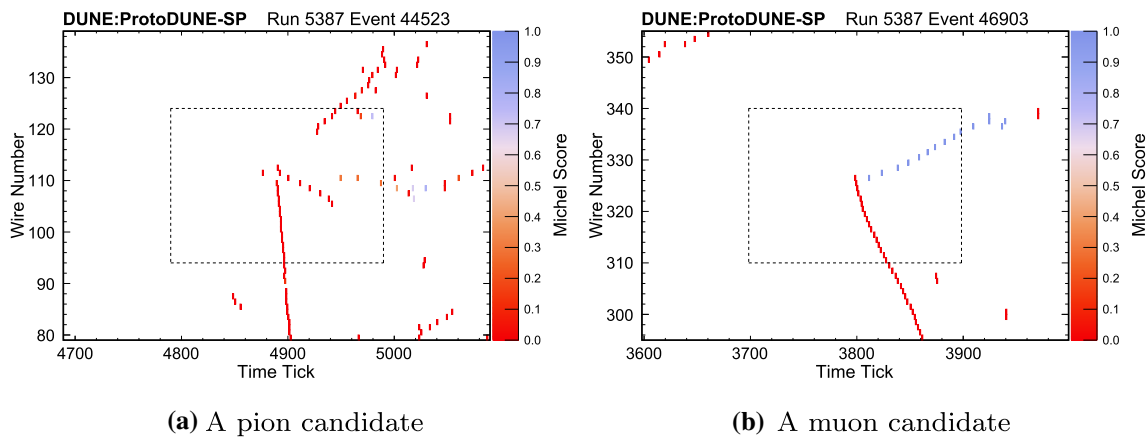 DUNE:ProtoDUNE-SP Run 5387 Event 44523
130
120
110
100
90
80
Wire Number
4700 4800 4900 5000
Time Tick
1.0
0.9
0.8
0.7
0.6
0.5
0.4
0.3
0.2
0.1
0.0
Michel Score
(a) A pion candidate
DUNE:ProtoDUNE-SP Run 5387 Event 46903
350
340
330
320
310
300
Wire Number
3600 3700 3800 3900
Time Tick
1.0
0.9
0.8
0.7
0.6
0.5
0.4
0.3
0.2
0.1
0.0
Michel Score
(b) A muon candidate